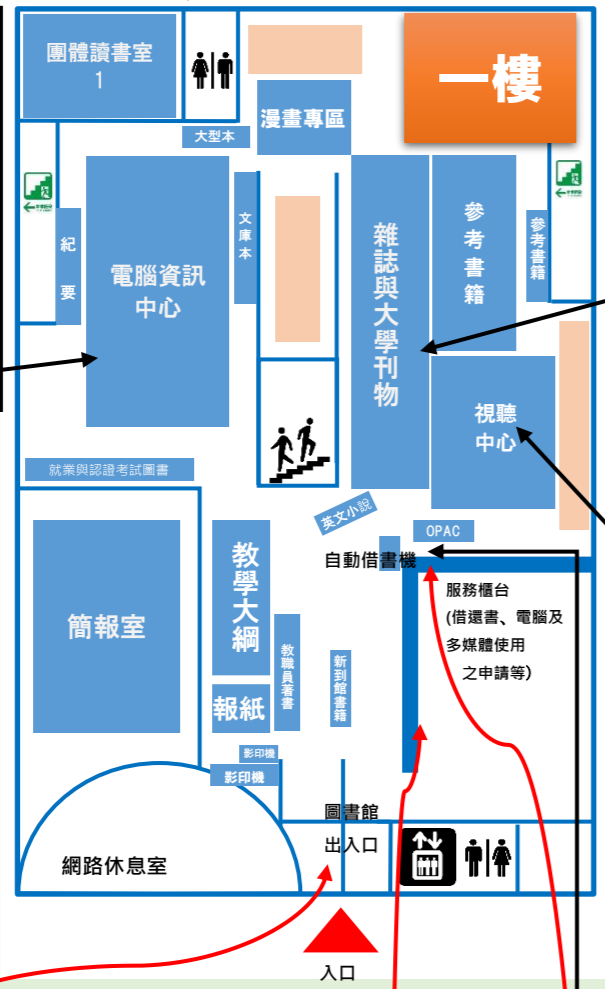 團體讀書室
1
一樓
漫畫專區
大型本
文庫本
紀要
電腦資訊
中心
雜誌與大學刊物
參考書籍
參考書籍
視聽
中心
就業與認證考試圖書
英文小說
OPAC
自動借書機
服務櫃台
(借還書、電腦及
多媒體使用
之申請等)
簡報室
教學大綱
教職員著書
新到館書籍
報紙
影印機
影印機
圖書館
出入口
網路休息室
入口